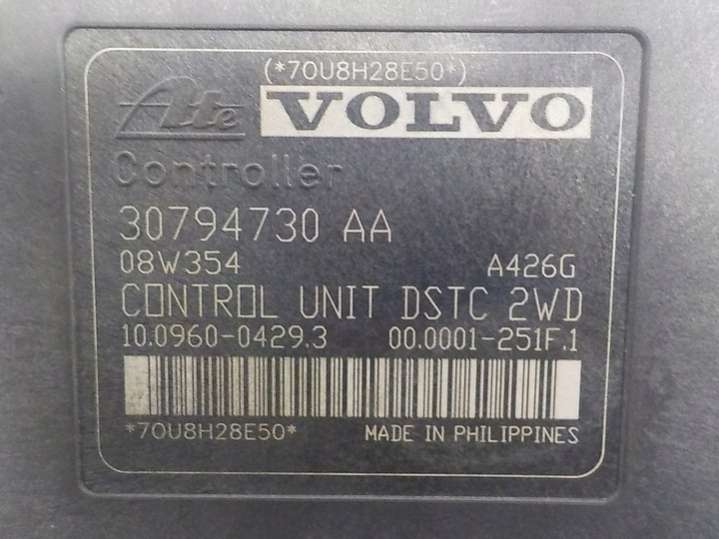 (*70U8H28E50*)
Ate VOLVO
Controller
30794730 AA
08W354 A426G
CONTROL UNIT DSTC 2WD
10.0960-0429.3 00.0001-251F.1
*70U8H28E50* MADE IN PHILIPPINES